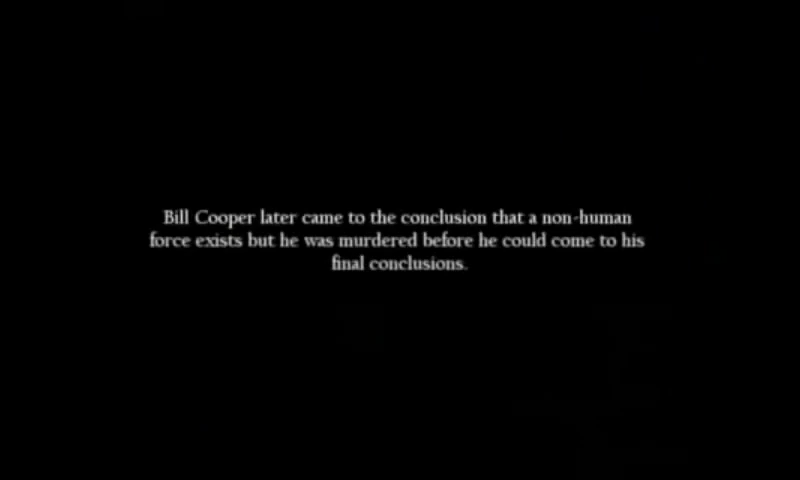 Bill Cooper later came to the conclusion that a non-human
force exists but he was murdered before he could come to his
final conclusions.